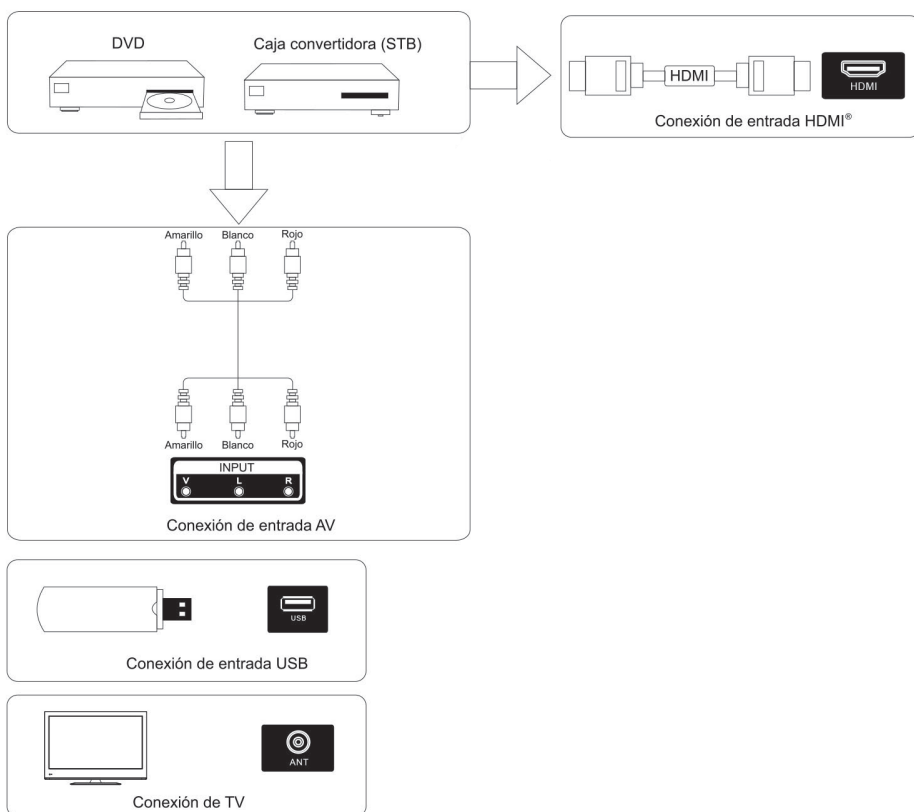 DVD
Caja convertidora (STB)
HDMI
HDMI
Conexión de entrada HDMI®
Amarillo Blanco Rojo
Amarillo Blanco Rojo
INPUT
V L R
Conexión de entrada AV
USB
Conexión de entrada USB
ANT
Conexión de TV